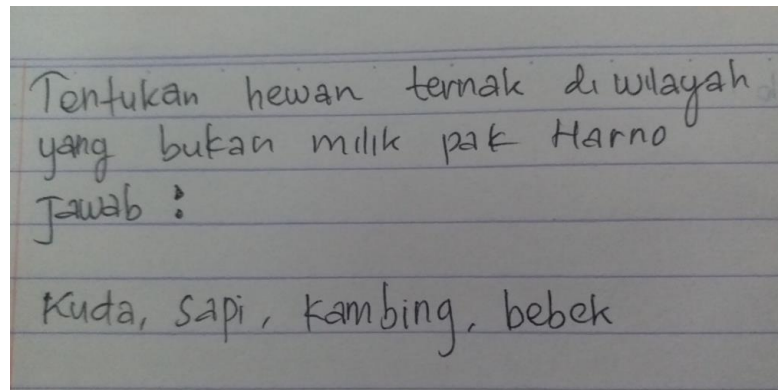 Tentukan hewan ternak di wilayah
yang bukan milik pak Harno
Jawab :
Kuda, sapi, kambing, bebek